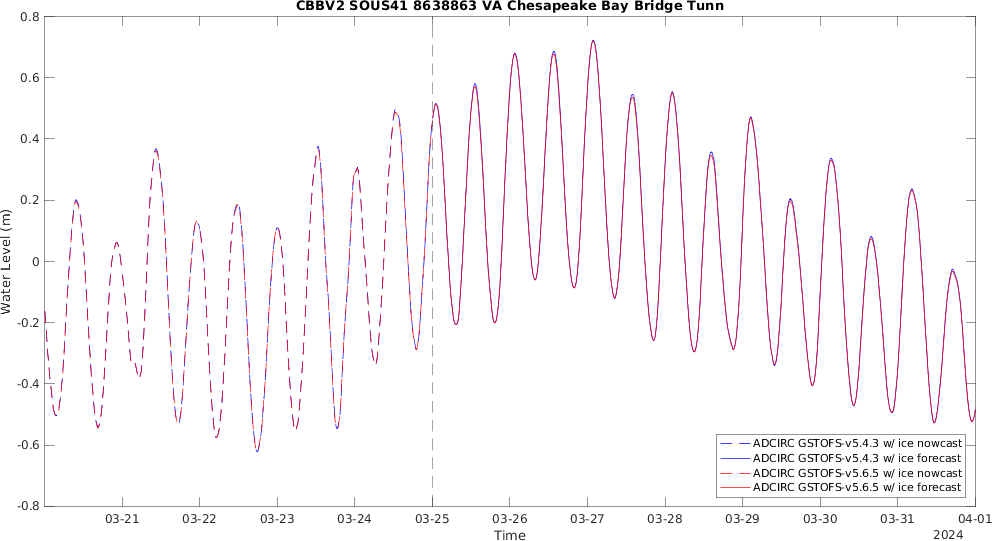 CBBV2 SOUS41 8638863 VA Chesapeake Bay Bridge Tunn
0.8
0.6
0.4
0.2
0
-0.2
-0.4
-0.6
-0.8
Water Level (m)
ADCIRC GSTOFS-v5.4.3 w/ ice nowcast
ADCIRC GSTOFS-v5.4.3 w/ ice forecast
ADCIRC GSTOFS-v5.6.5 w/ ice nowcast
ADCIRC GSTOFS-v5.6.5 w/ ice forecast
03-21 03-22 03-23 03-24 03-25 03-26 03-27 03-28 03-29 03-30 03-31 04-01
Time
2024